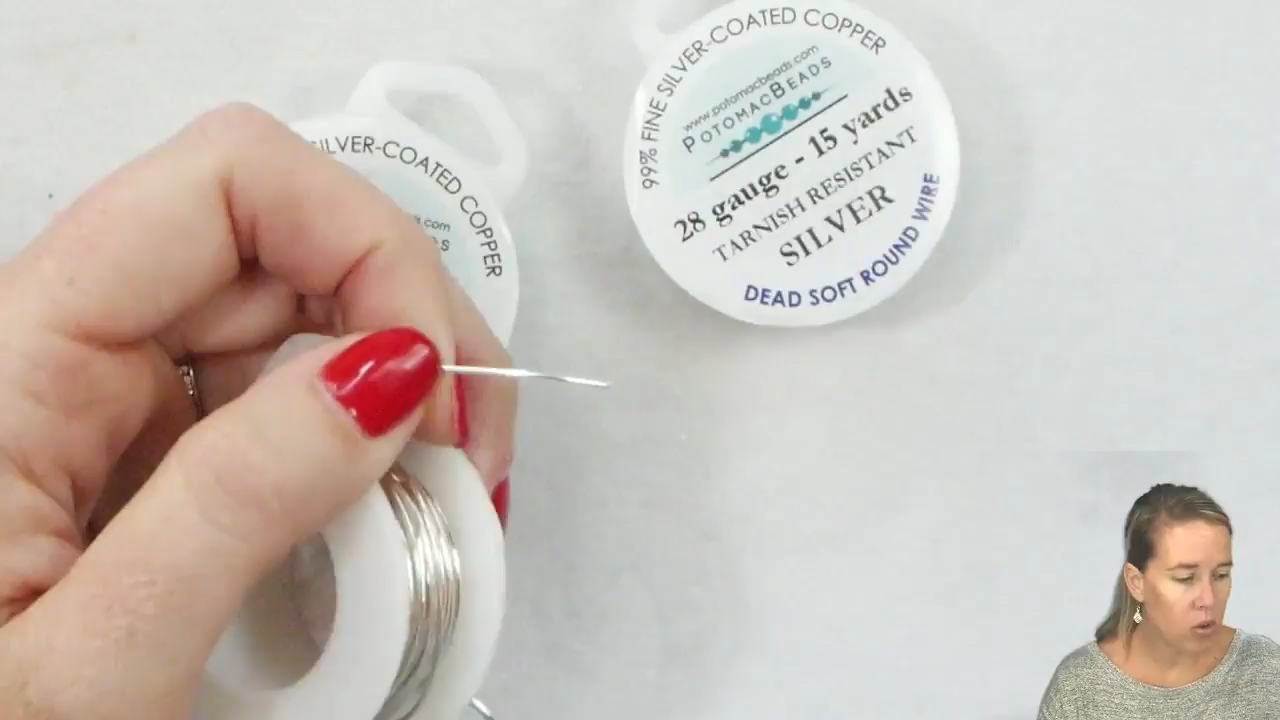 SILVER-COATED COPPER
99% FINE SILVER-COATED COPPER
www.potomacbeads.com
POTOMACBEADS
28 gauge - 15 yards
TARNISH RESISTANT
SILVER
DEAD SOFT ROUND WIRE